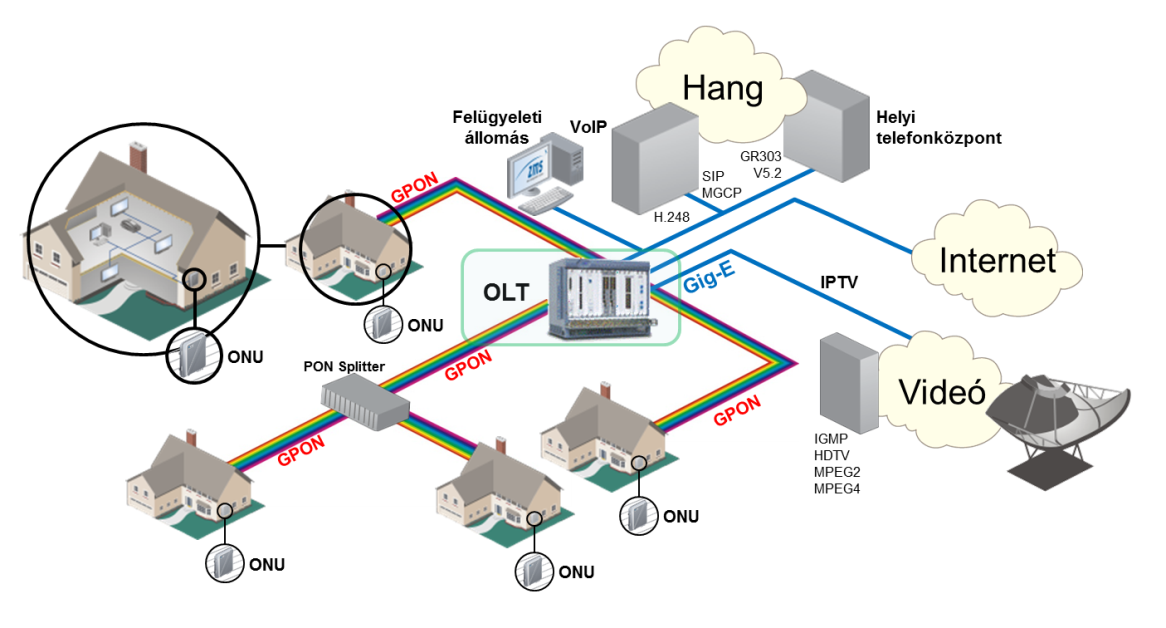 Hang
Felügyeleti
állomás
VoIP
Helyi
telefonközpont
GR303
V5.2
SIP
MGCP
H.248
zms
GPON
Internet
Gig-E
IPTV
OLT
ONU
ONU
PON Splitter
GPON
Videó
GPON
GPON
IGMP
HDTV
MPEG2
MPEG4
ONU
ONU
ONU